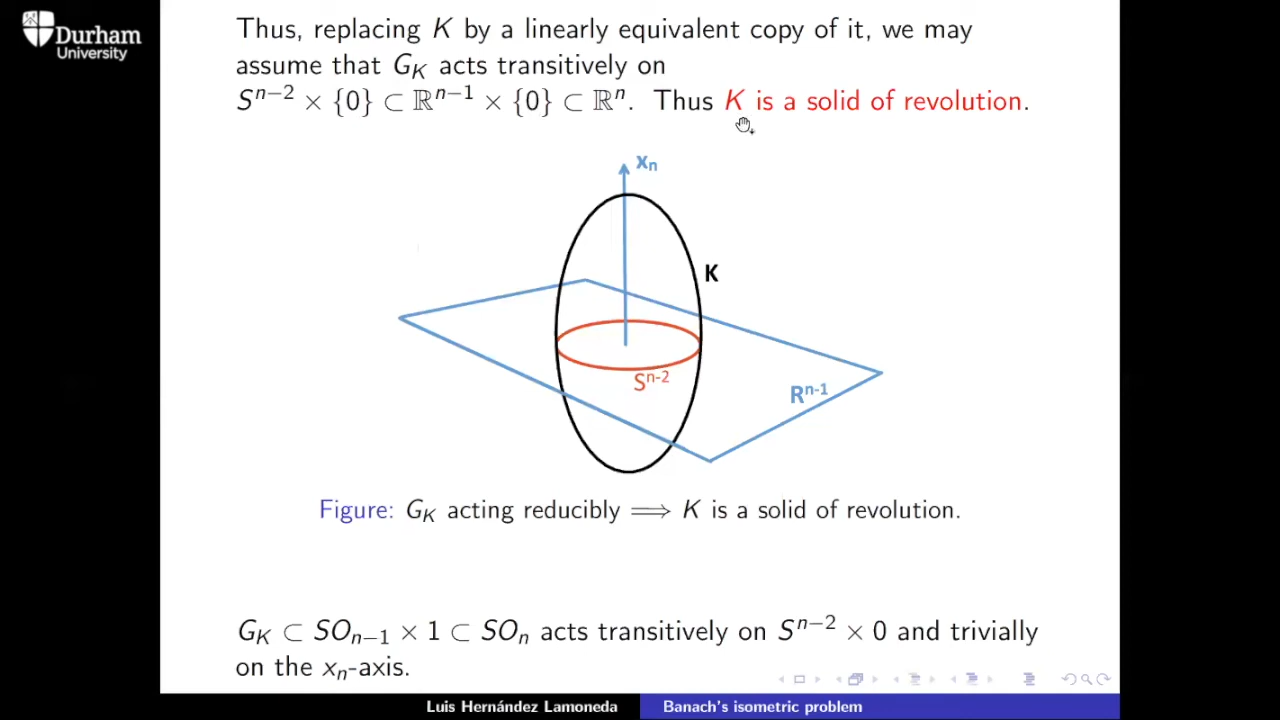 Durham
University
Thus, replacing K by a linearly equivalent copy of it, we may
assume that G_K acts transitively on
S^{n−2} × {0} ⊂ ℝ^{n−1} × {0} ⊂ ℝ^n. Thus K is a solid of revolution.
x_n
K
S^{n-2}
R^{n-1}
Figure: G_K acting reducibly ⟹ K is a solid of revolution.
G_K ⊂ SO_{n−1} × 1 ⊂ SO_n acts transitively on S^{n−2} × 0 and trivially
on the x_n-axis.
Luis Hernández Lamoneda Banach's isometric problem